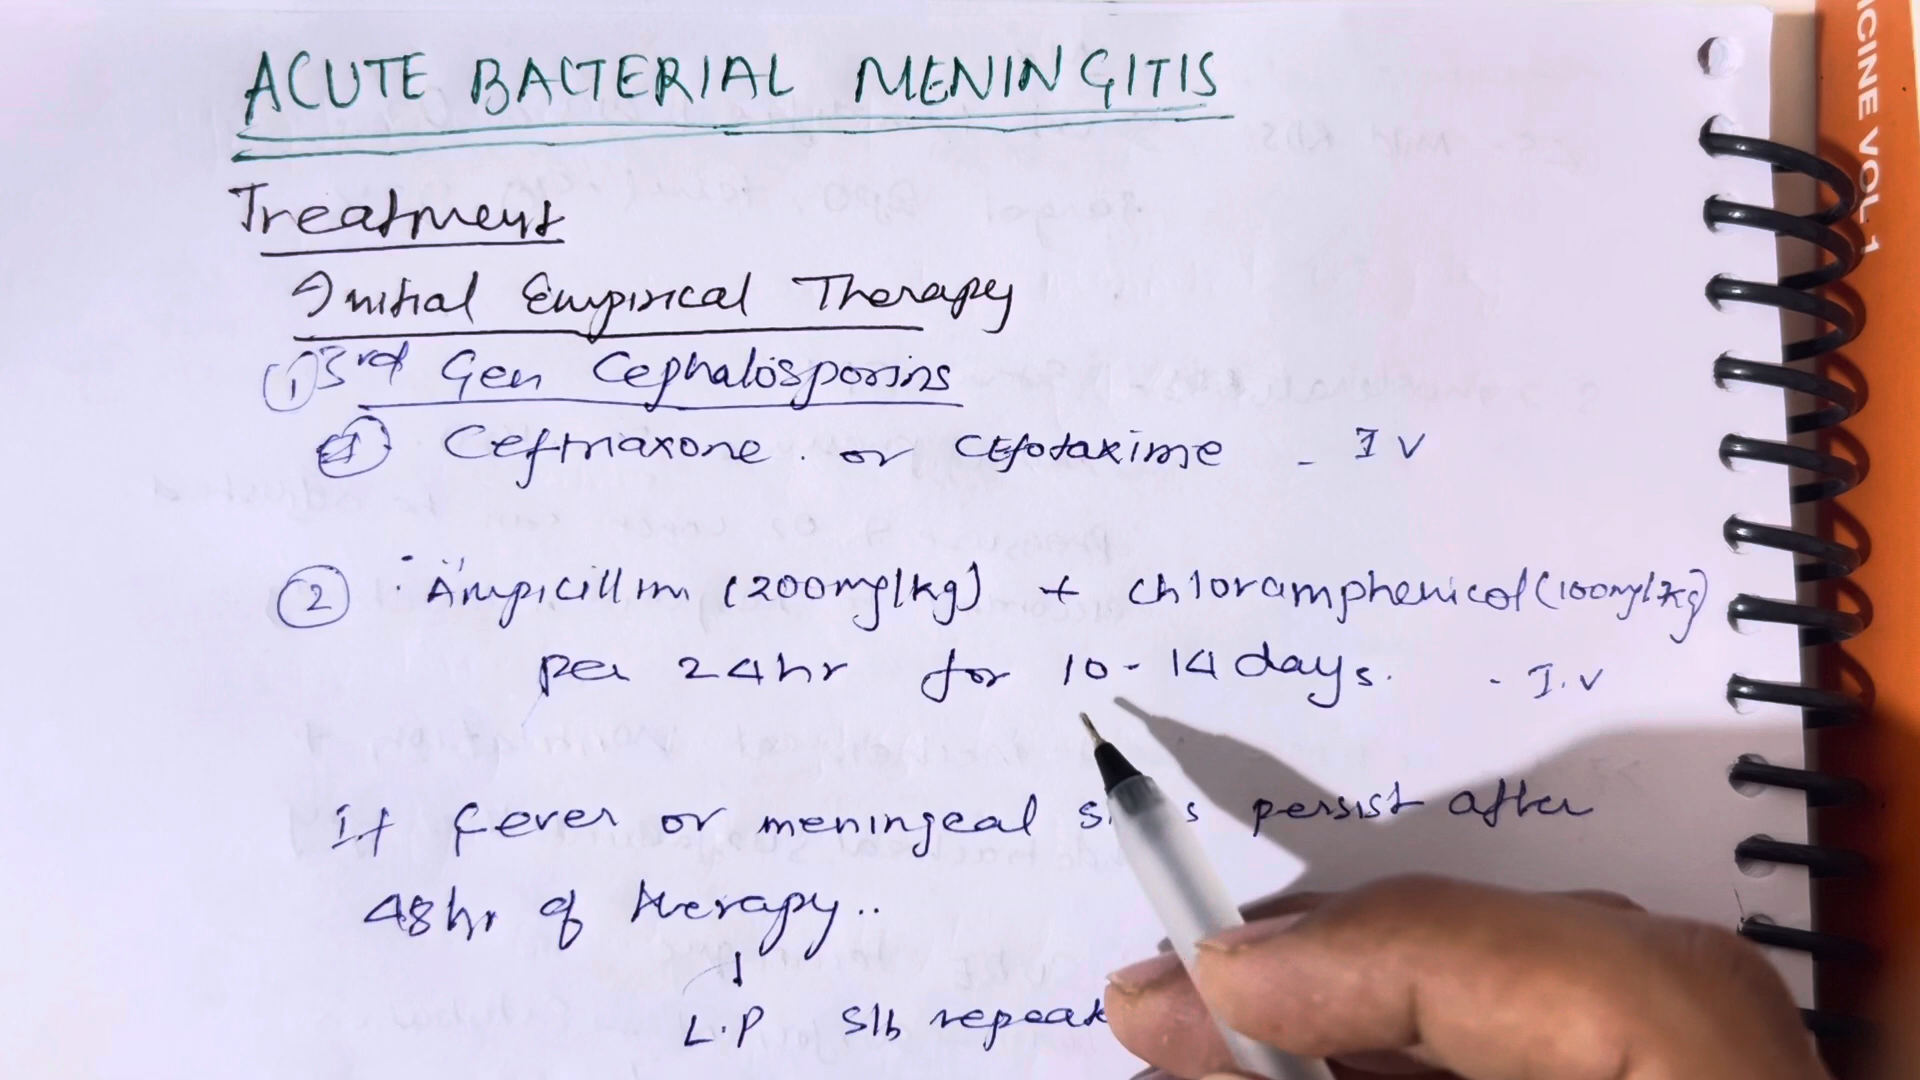 ACUTE BACTERIAL MENINGITIS
Treatment
Initial Empirical Therapy
(1) 3rd Gen Cephalosporins
Ceftriaxone. or Cefotaxime - IV
(2) Ampicillin (200mg/kg) + chloramphenicol (100mg/kg)
per 24hr for 10-14 days. - I.V
If fever or meningeal persist after
48hr of therapy..
↓
L.P s/b repeat
ICINE VOL 1